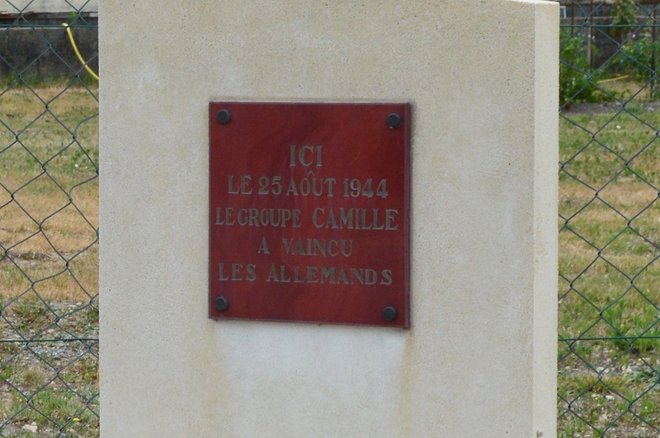 ICI
LE 25 AOÛT 1944
LE GROUPE CAMILLE
A VAINCU
LES ALLEMANDS